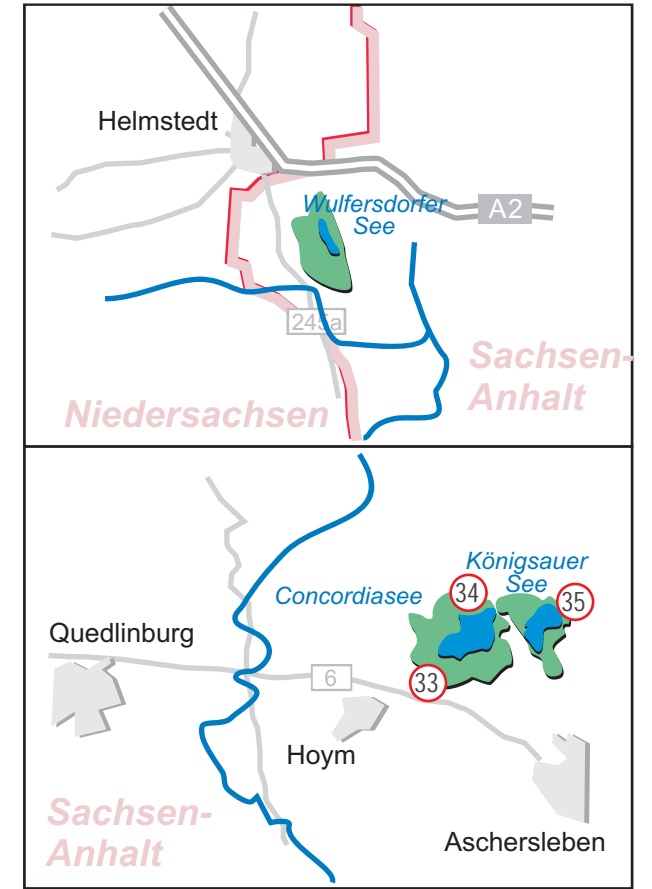 Helmstedt
Wulfersdorfer
See
A2
245a
Sachsen-
Anhalt
Niedersachsen
Königsauer
See
34
35
Concordiasee
Quedlinburg
6
33
Hoym
Sachsen-
Anhalt
Aschersleben